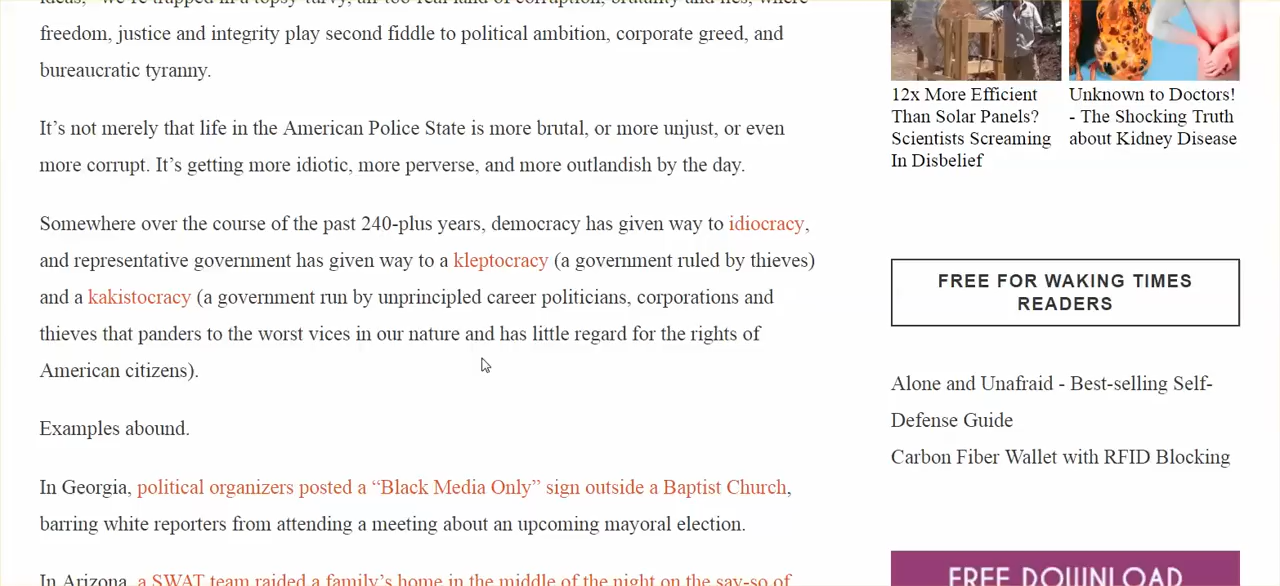 ideas," we're trapped in a topsy-turvy, all-too-real land of corruption, brutality and lies, where
freedom, justice and integrity play second fiddle to political ambition, corporate greed, and
bureaucratic tyranny.
It's not merely that life in the American Police State is more brutal, or more unjust, or even
more corrupt. It's getting more idiotic, more perverse, and more outlandish by the day.
Somewhere over the course of the past 240-plus years, democracy has given way to idiocracy,
and representative government has given way to a kleptocracy (a government ruled by thieves)
and a kakistocracy (a government run by unprincipled career politicians, corporations and
thieves that panders to the worst vices in our nature and has little regard for the rights of
American citizens).
Examples abound.
In Georgia, political organizers posted a “Black Media Only” sign outside a Baptist Church,
barring white reporters from attending a meeting about an upcoming mayoral election.
In Arizona, a SWAT team raided a family's home in the middle of the night on the say-so of
12x More Efficient
Than Solar Panels?
Scientists Screaming
In Disbelief
Unknown to Doctors!
- The Shocking Truth
about Kidney Disease
FREE FOR WAKING TIMES
READERS
Alone and Unafraid - Best-selling Self-
Defense Guide
Carbon Fiber Wallet with RFID Blocking
FREE DOWNLOAD